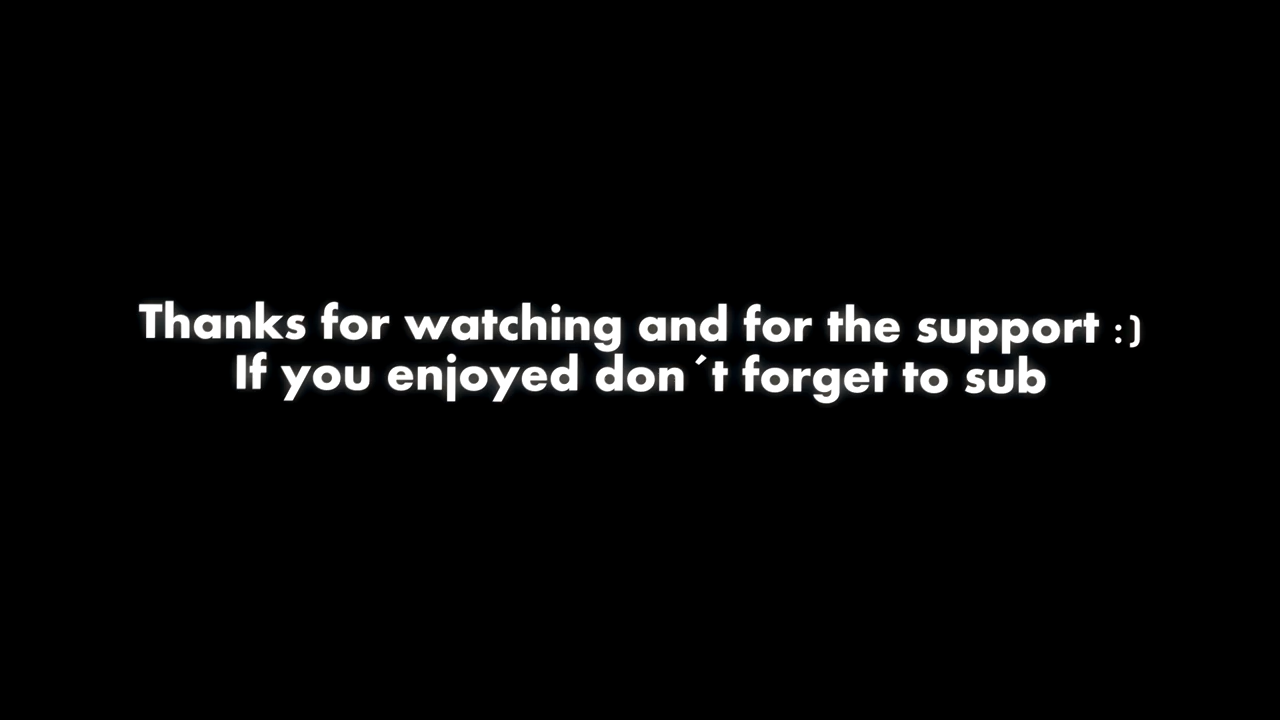 Thanks for watching and for the support :)
If you enjoyed don´t forget to sub